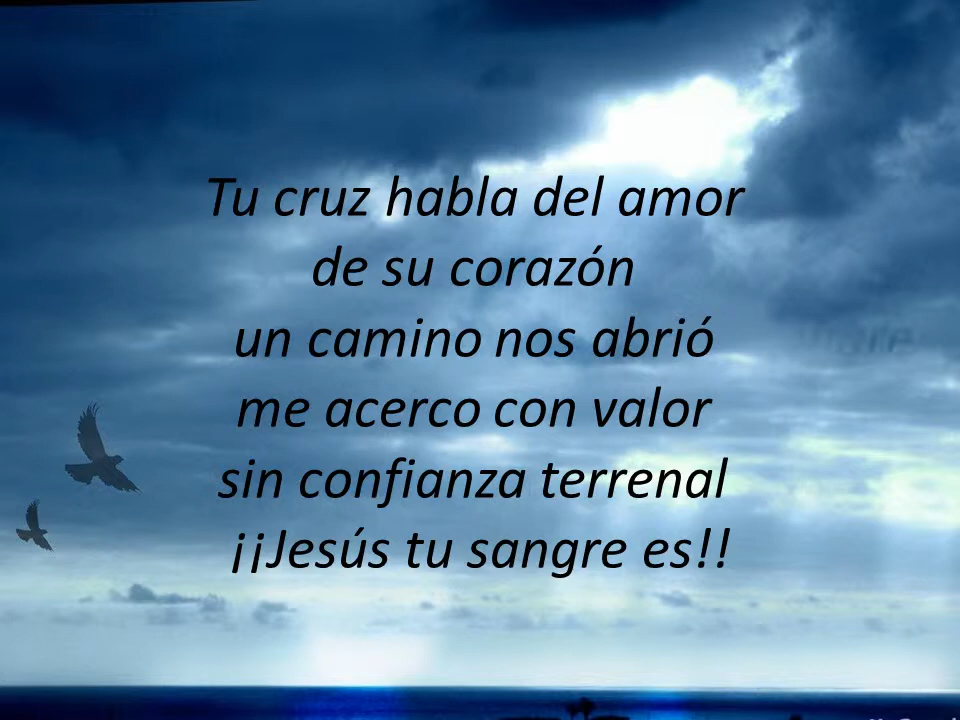 Tu cruz habla del amor
de su corazón
un camino nos abrió
me acerco con valor
sin confianza terrenal
¡¡Jesús tu sangre es!!